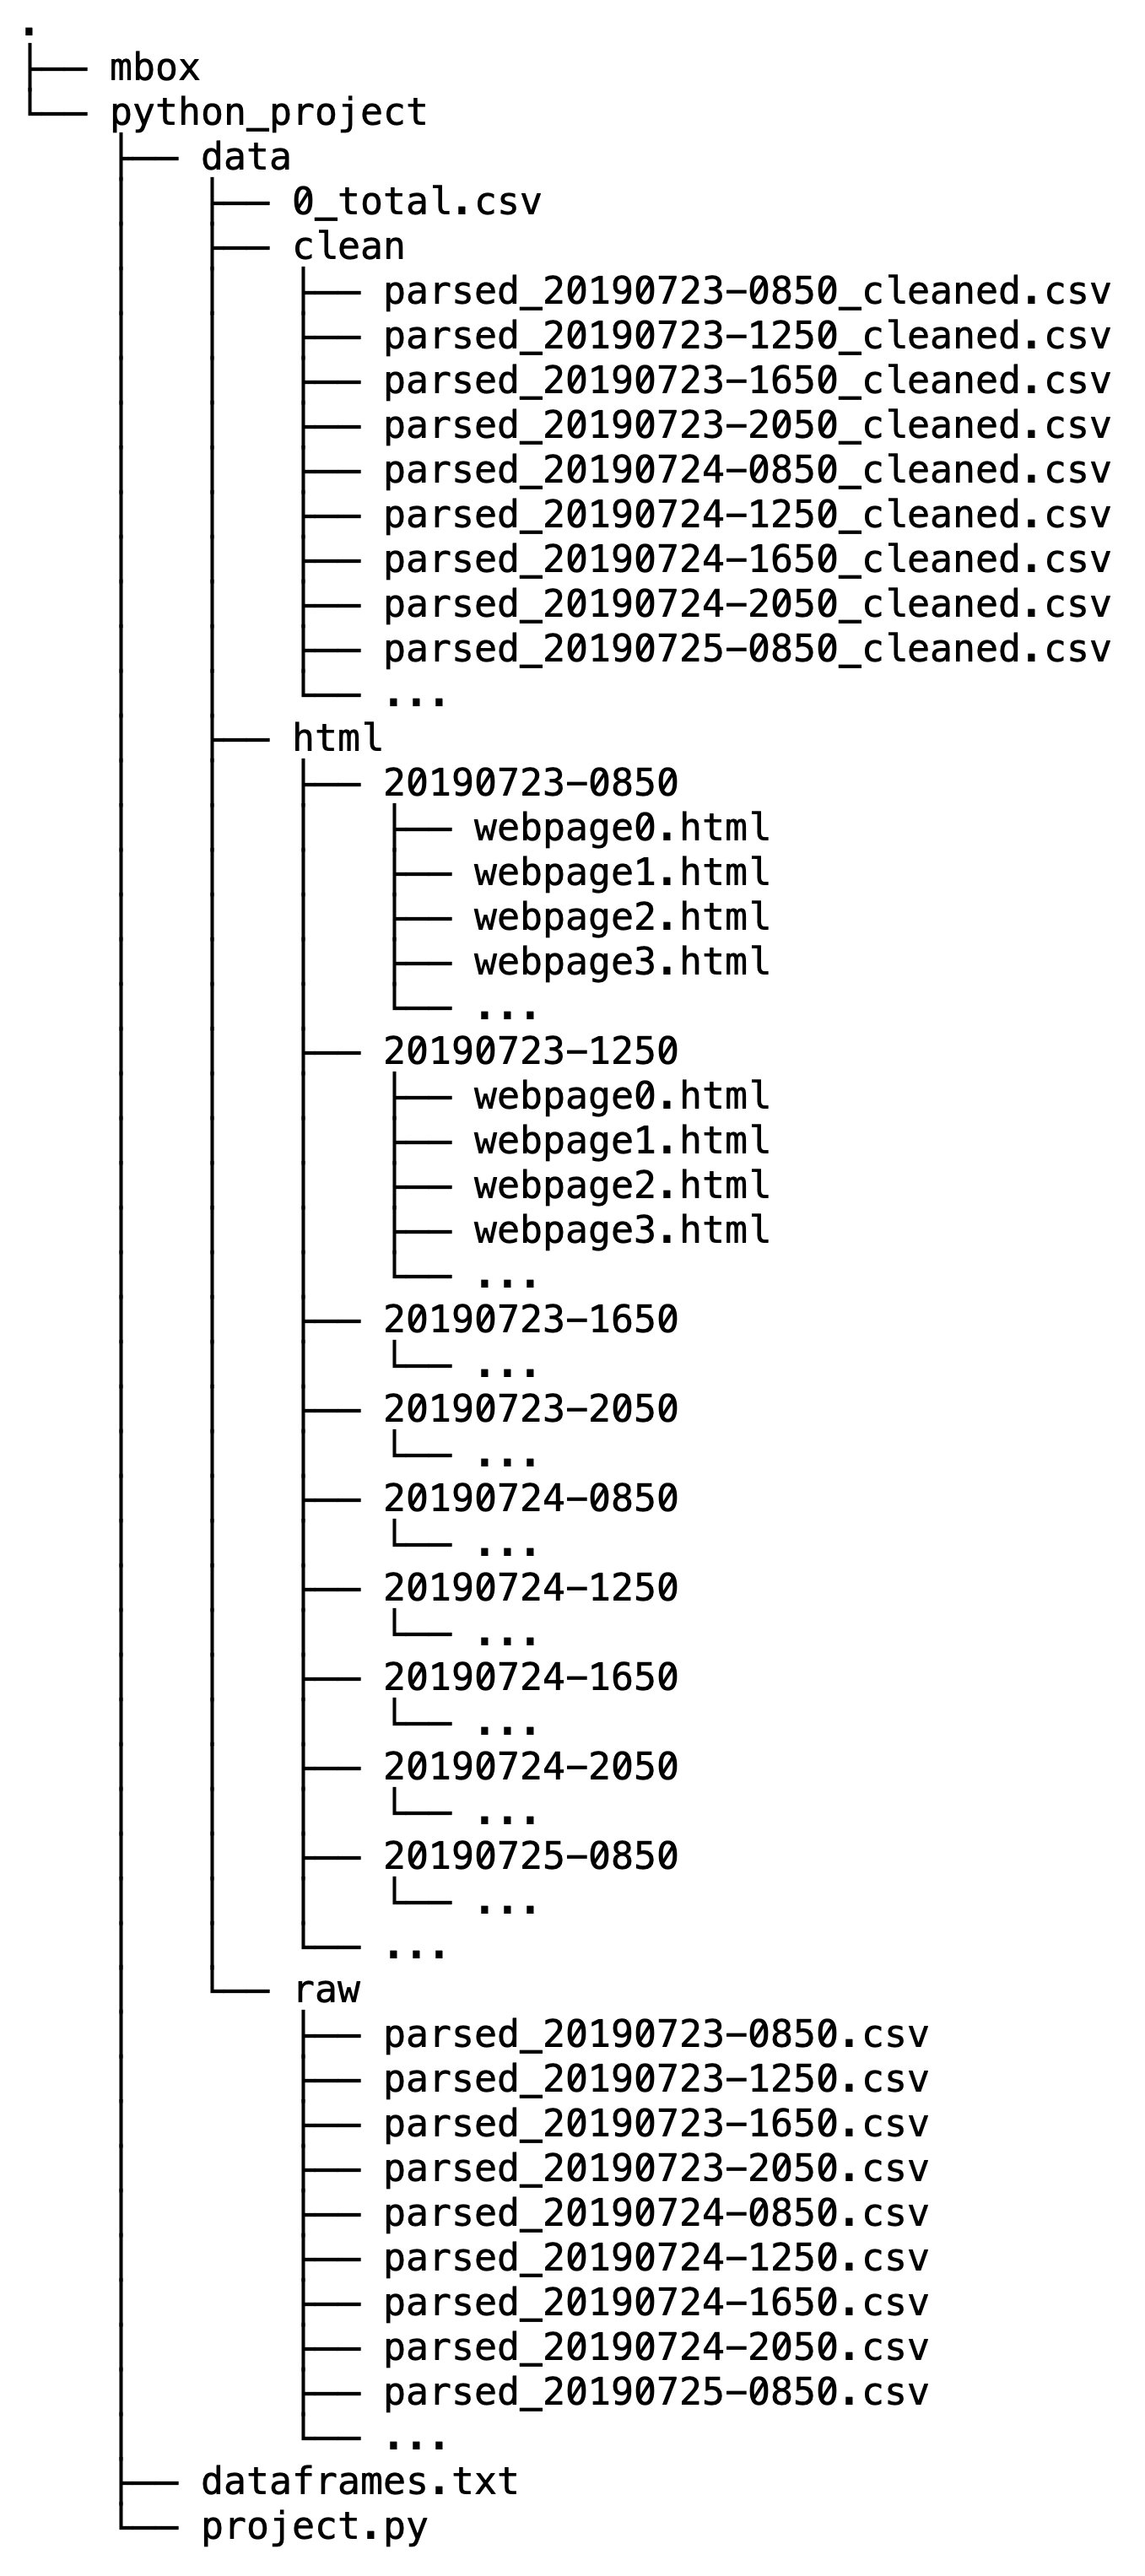 .
├── mbox
└── python_project
    ├── data
    │   ├── 0_total.csv
    │   ├── clean
    │   │   ├── parsed_20190723-0850_cleaned.csv
    │   │   ├── parsed_20190723-1250_cleaned.csv
    │   │   ├── parsed_20190723-1650_cleaned.csv
    │   │   ├── parsed_20190723-2050_cleaned.csv
    │   │   ├── parsed_20190724-0850_cleaned.csv
    │   │   ├── parsed_20190724-1250_cleaned.csv
    │   │   ├── parsed_20190724-1650_cleaned.csv
    │   │   ├── parsed_20190724-2050_cleaned.csv
    │   │   ├── parsed_20190725-0850_cleaned.csv
    │   │   └── ...
    │   ├── html
    │   │   ├── 20190723-0850
    │   │   │   ├── webpage0.html
    │   │   │   ├── webpage1.html
    │   │   │   ├── webpage2.html
    │   │   │   ├── webpage3.html
    │   │   │   └── ...
    │   │   ├── 20190723-1250
    │   │   │   ├── webpage0.html
    │   │   │   ├── webpage1.html
    │   │   │   ├── webpage2.html
    │   │   │   ├── webpage3.html
    │   │   │   └── ...
    │   │   ├── 20190723-1650
    │   │   │   └── ...
    │   │   ├── 20190723-2050
    │   │   │   └── ...
    │   │   ├── 20190724-0850
    │   │   │   └── ...
    │   │   ├── 20190724-1250
    │   │   │   └── ...
    │   │   ├── 20190724-1650
    │   │   │   └── ...
    │   │   ├── 20190724-2050
    │   │   │   └── ...
    │   │   ├── 20190725-0850
    │   │   │   └── ...
    │   │   └── ...
    │   └── raw
    │       ├── parsed_20190723-0850.csv
    │       ├── parsed_20190723-1250.csv
    │       ├── parsed_20190723-1650.csv
    │       ├── parsed_20190723-2050.csv
    │       ├── parsed_20190724-0850.csv
    │       ├── parsed_20190724-1250.csv
    │       ├── parsed_20190724-1650.csv
    │       ├── parsed_20190724-2050.csv
    │       ├── parsed_20190725-0850.csv
    │       └── ...
    ├── dataframes.txt
    └── project.py